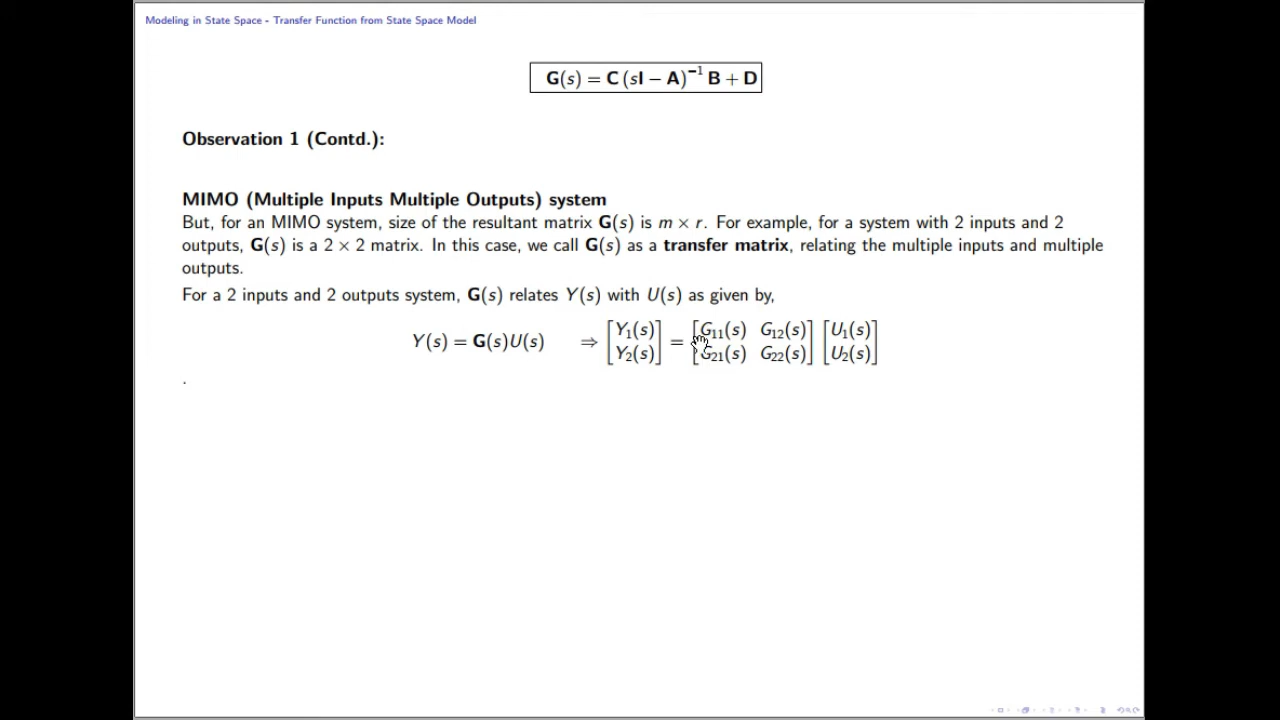 Modeling in State Space - Transfer Function from State Space Model
G(s) = C (sI − A)⁻¹ B + D
Observation 1 (Contd.):
MIMO (Multiple Inputs Multiple Outputs) system
But, for an MIMO system, size of the resultant matrix G(s) is m × r. For example, for a system with 2 inputs and 2
outputs, G(s) is a 2 × 2 matrix. In this case, we call G(s) as a transfer matrix, relating the multiple inputs and multiple
outputs.
For a 2 inputs and 2 outputs system, G(s) relates Y(s) with U(s) as given by,
Y(s) = G(s)U(s) ⇒ [Y₁(s) Y₂(s)] = [G₁₁(s) G₁₂(s) G₂₁(s) G₂₂(s)] [U₁(s) U₂(s)]
.